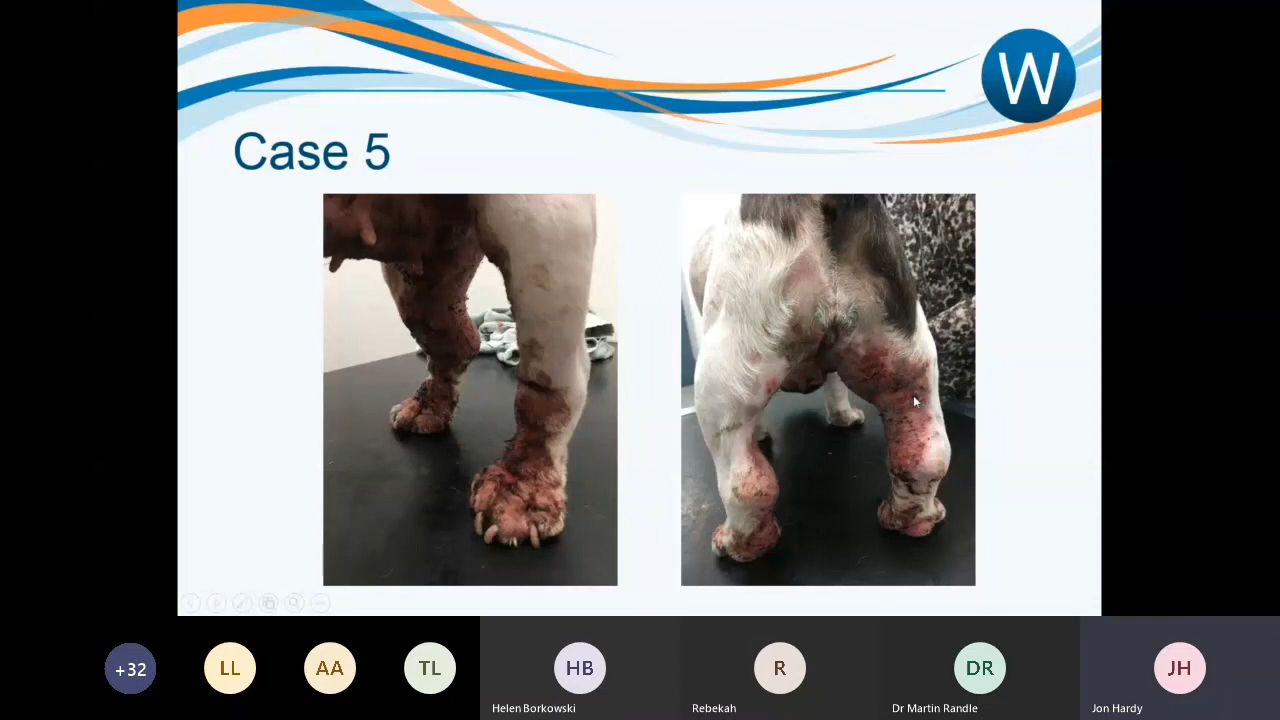 W
Case 5
+32
LL
AA
TL
HB
R
DR
JH
Helen Borkowski
Rebekah
Dr Martin Randle
Jon Hardy